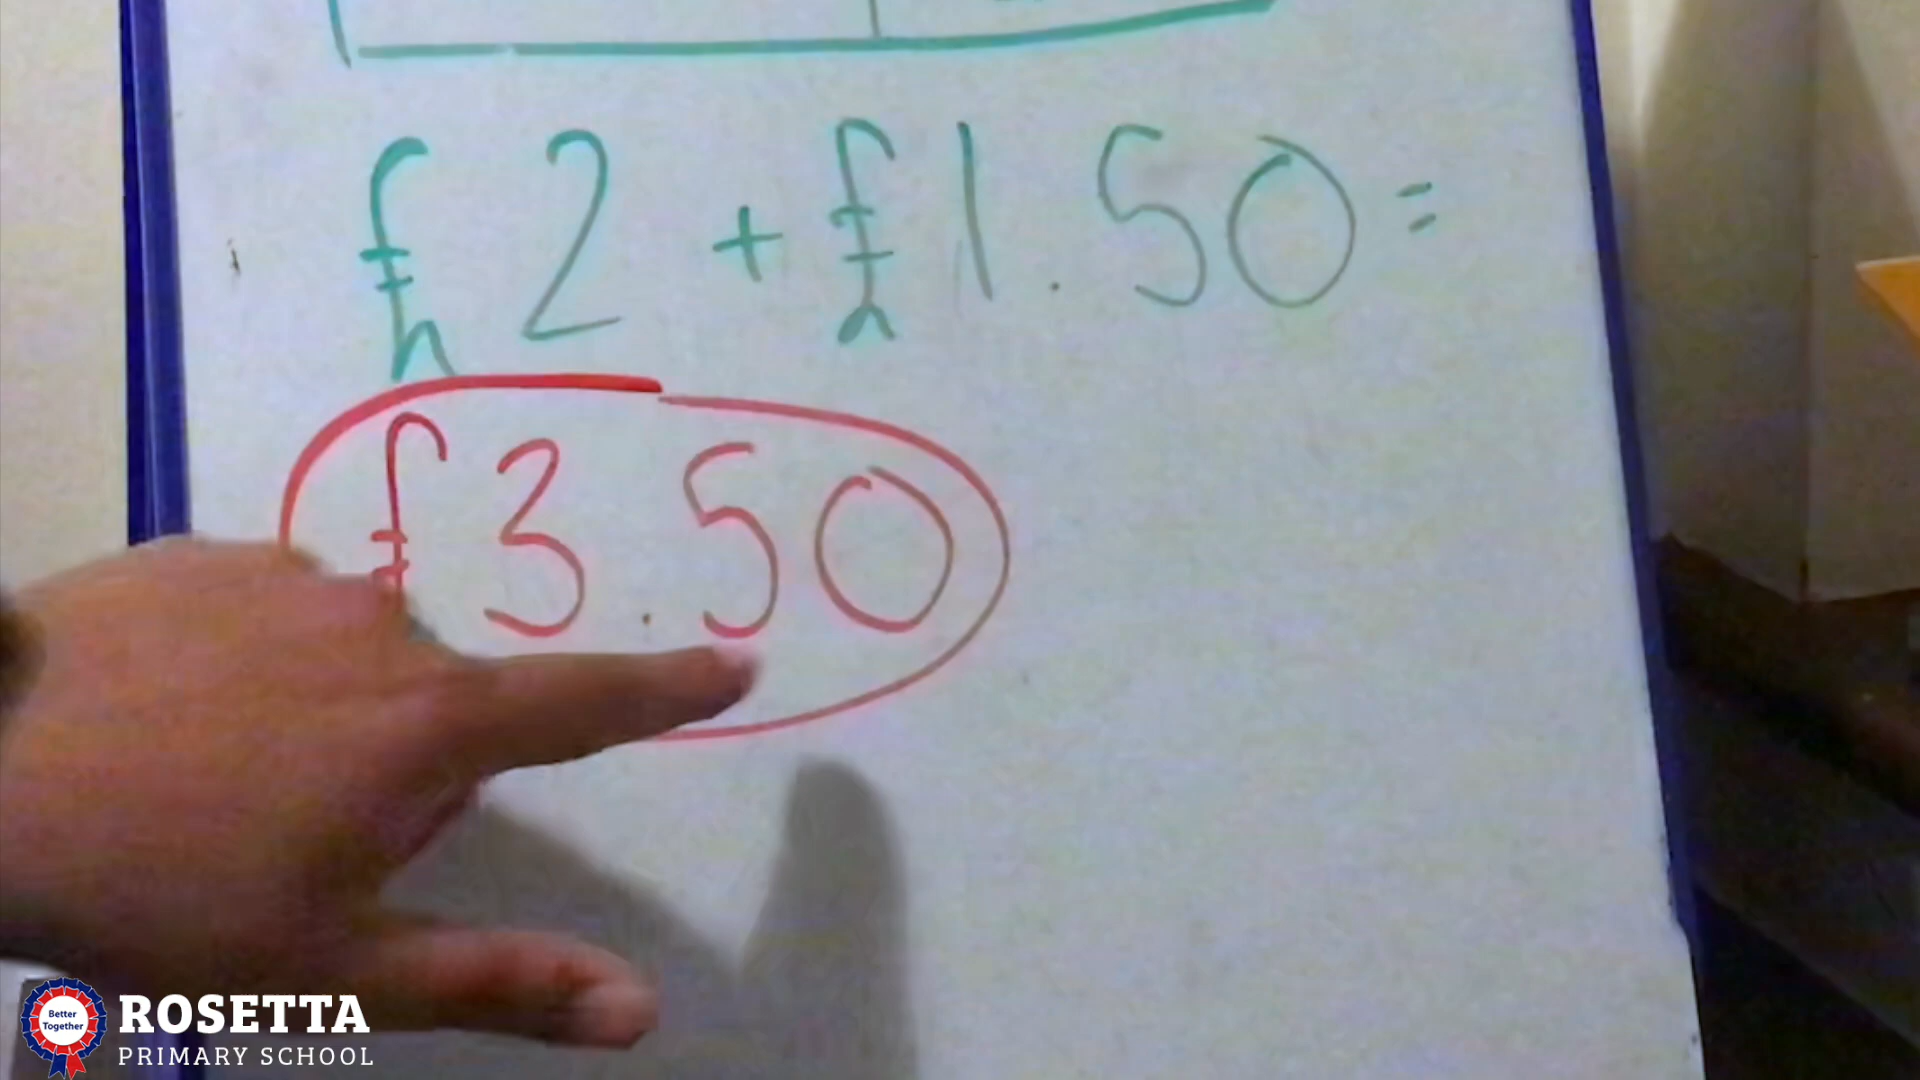 £2 + £1.50 =
£3.50
Better
Together
ROSETTA
PRIMARY SCHOOL